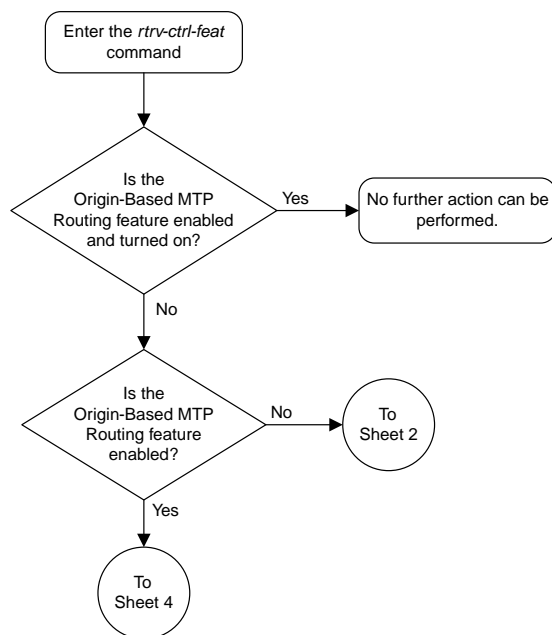 Enter the rtrv-ctrl-feat
command
Is the
Origin-Based MTP
Routing feature enabled
and turned on?
Yes
No further action can be
performed.
No
Is the
Origin-Based MTP
Routing feature
enabled?
No
To
Sheet 2
Yes
To
Sheet 4